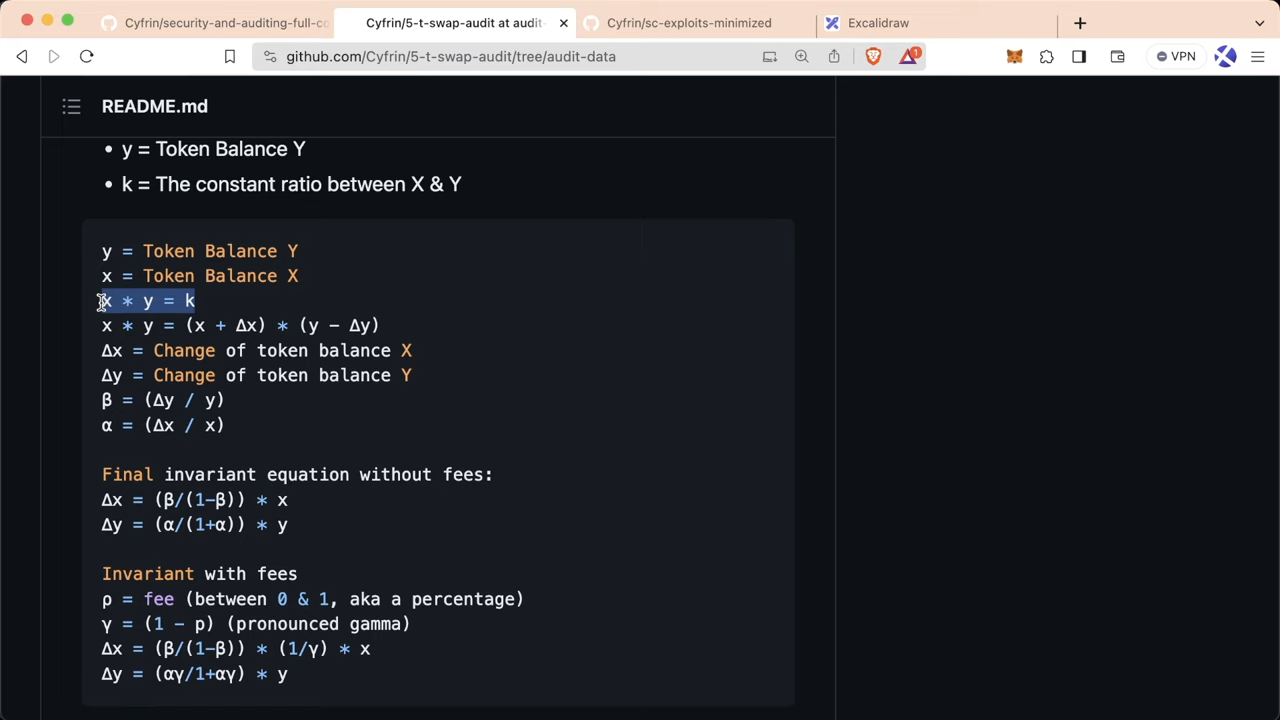 Cyfrin/security-and-auditing-full-co
Cyfrin/5-t-swap-audit at audit-
Cyfrin/sc-exploits-minimized
Excalidraw
github.com/Cyfrin/5-t-swap-audit/tree/audit-data
1
VPN
README.md
• y = Token Balance Y
• k = The constant ratio between X & Y
y = Token Balance Y
x = Token Balance X
x * y = k
x * y = (x + Δx) * (y − Δy)
Δx = Change of token balance X
Δy = Change of token balance Y
β = (Δy / y)
α = (Δx / x)
Final invariant equation without fees:
Δx = (β/(1-β)) * x
Δy = (α/(1+α)) * y
Invariant with fees
ρ = fee (between 0 & 1, aka a percentage)
γ = (1 − p) (pronounced gamma)
Δx = (β/(1-β)) * (1/γ) * x
Δy = (αγ/1+αγ) * y